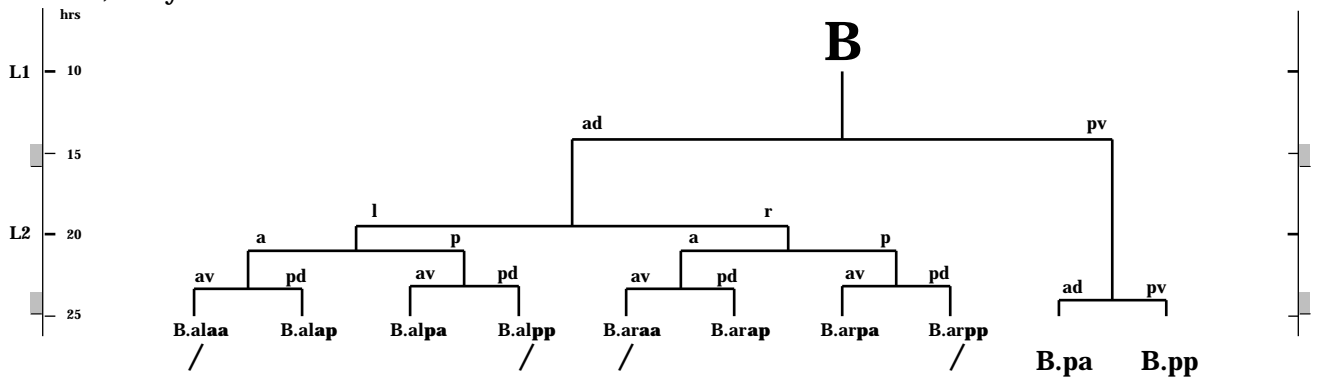 hrs
B
L1 10
ad pv
15
l r
L2 20
a p a p
av pd av pd av pd av pd ad pv
25
B.alaa B.alap B.alpa B.alpp B.araa B.arap B.arpa B.arpp
B.pa B.pp